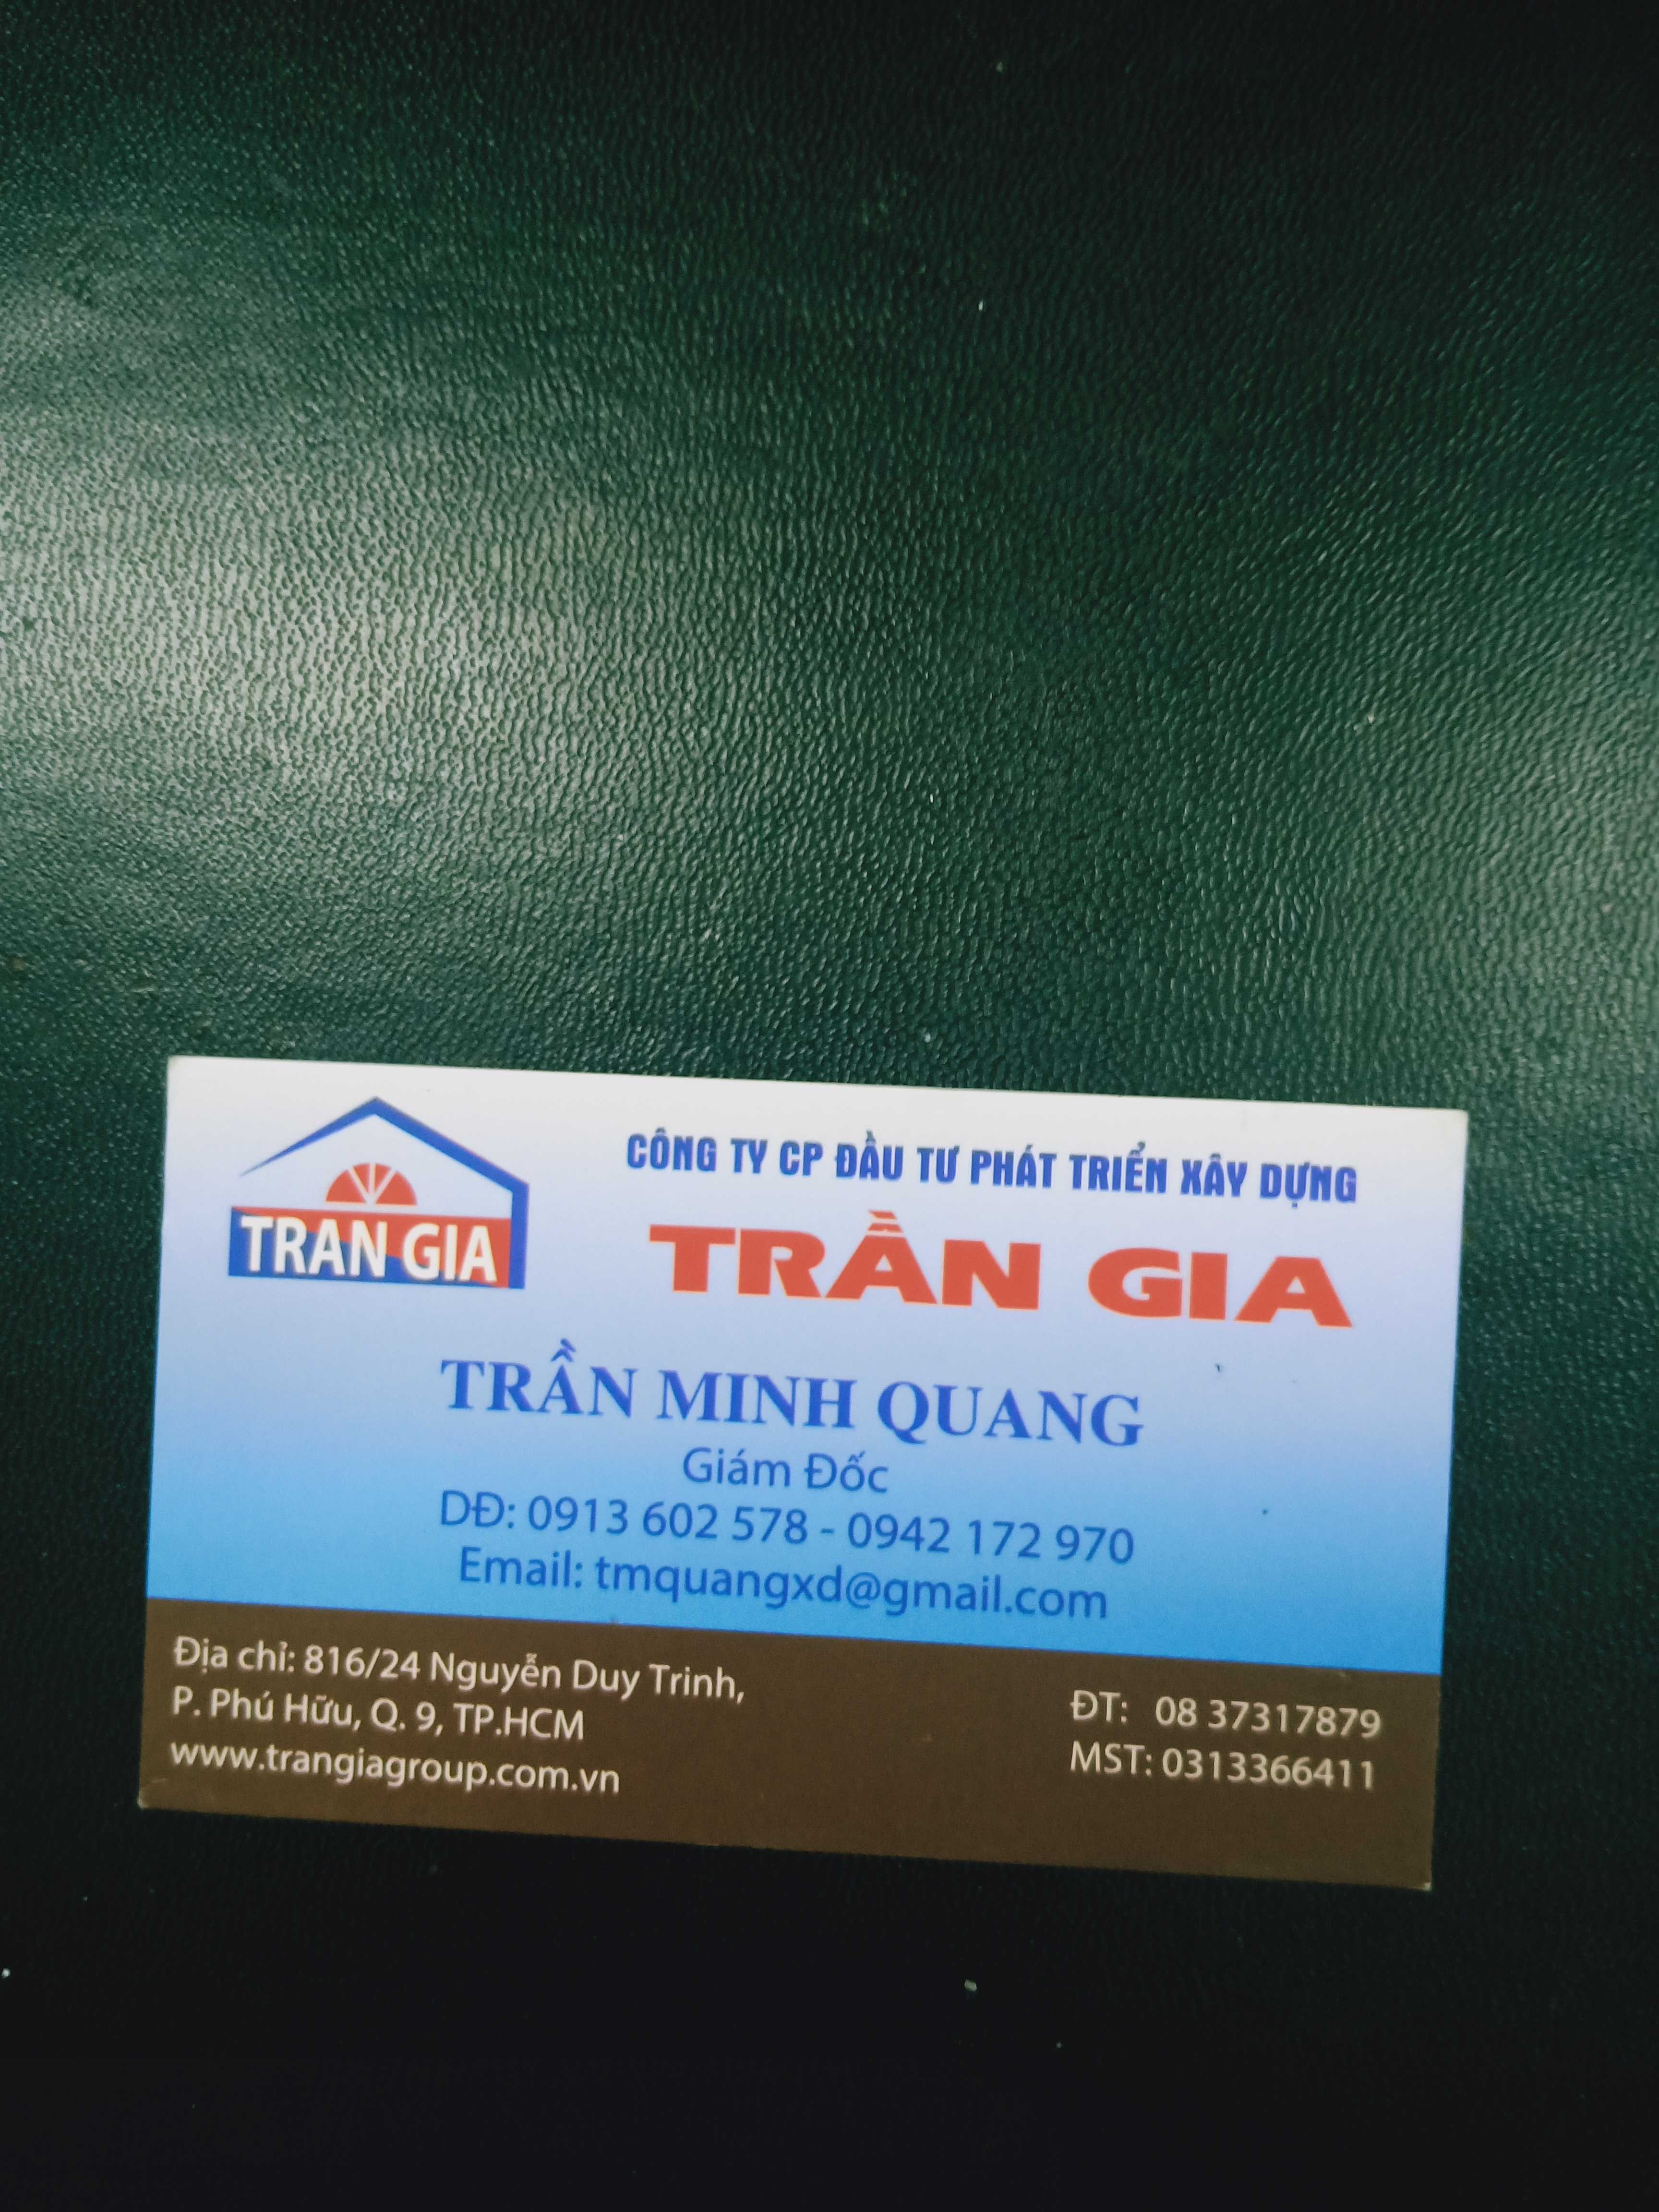 TRAN GIA
CÔNG TY CP ĐẦU TƯ PHÁT TRIỂN XÂY DỰNG
TRẦN GIA
TRẦN MINH QUANG
Giám Đốc
DĐ: 0913 602 578 - 0942 172 970
Email: tmquangxd@gmail.com
Địa chỉ: 816/24 Nguyễn Duy Trinh,
P. Phú Hữu, Q. 9, TP.HCM
www.trangiagroup.com.vn
ĐT: 08 37317879
MST: 0313366411